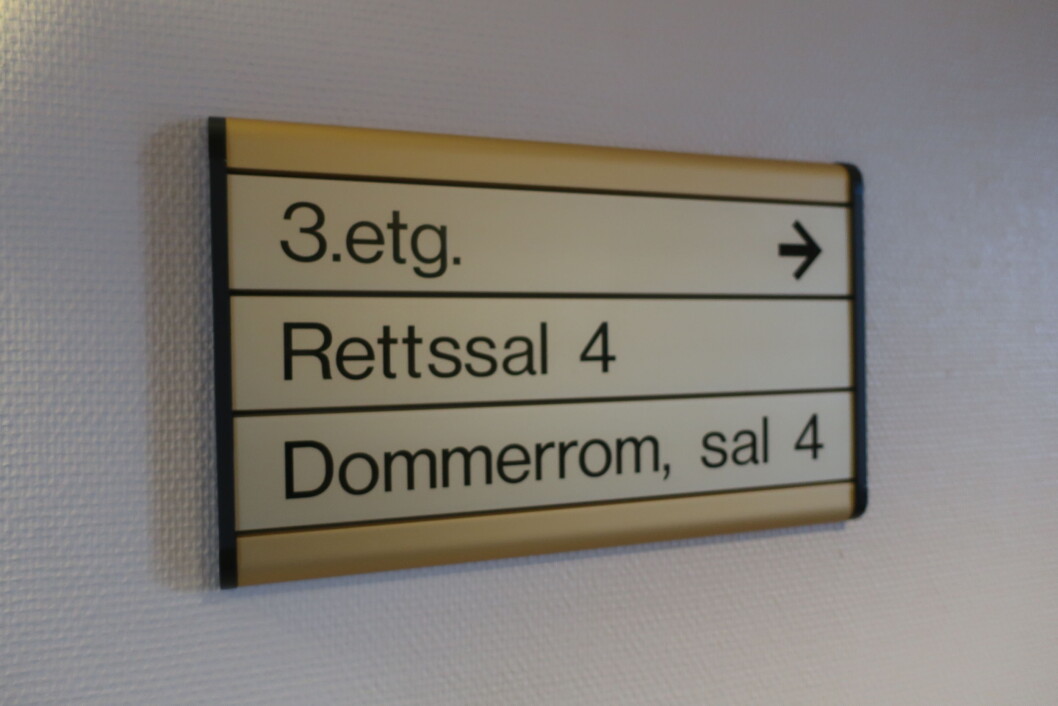 3.etg. →
Rettssal 4
Dommerrom, sal 4